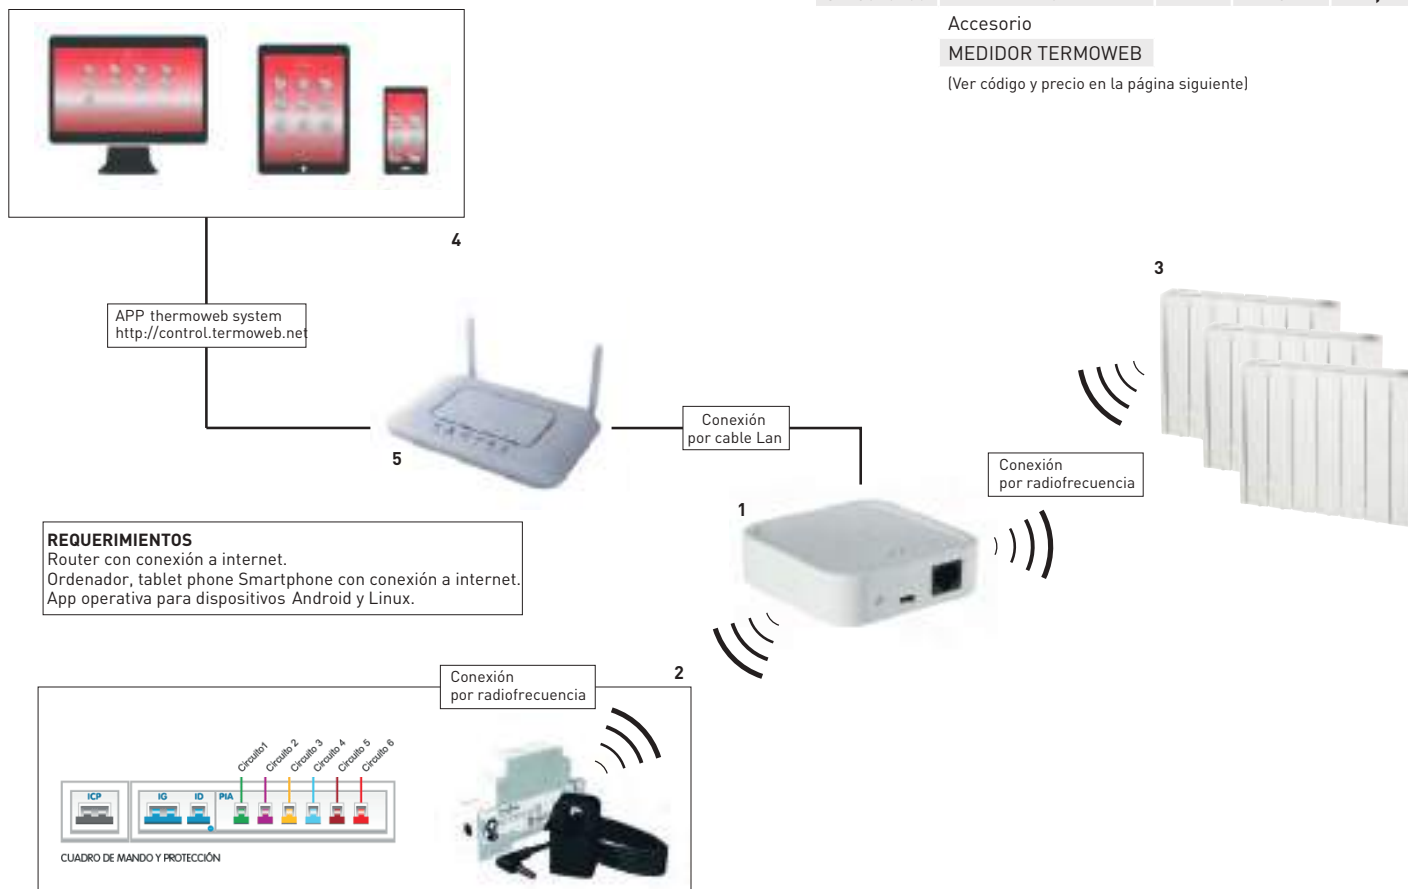 Accesorio
MEDIDOR TERMOWEB
(Ver código y precio en la página siguiente)
4
APP thermoweb system
http://control.termoweb.net
3
5
Conexión
por cable Lan
Conexión
por radiofrecuencia
1
REQUERIMIENTOS
Router con conexión a internet.
Ordenador, tablet phone Smartphone con conexión a internet.
App operativa para dispositivos Android y Linux.
2
Conexión
por radiofrecuencia
Circuito1
Circuito 2
Circuito 3
Circuito 4
Circuito 5
Circuito 6
ICP
IG
ID
PIA
CUADRO DE MANDO Y PROTECCIÓN